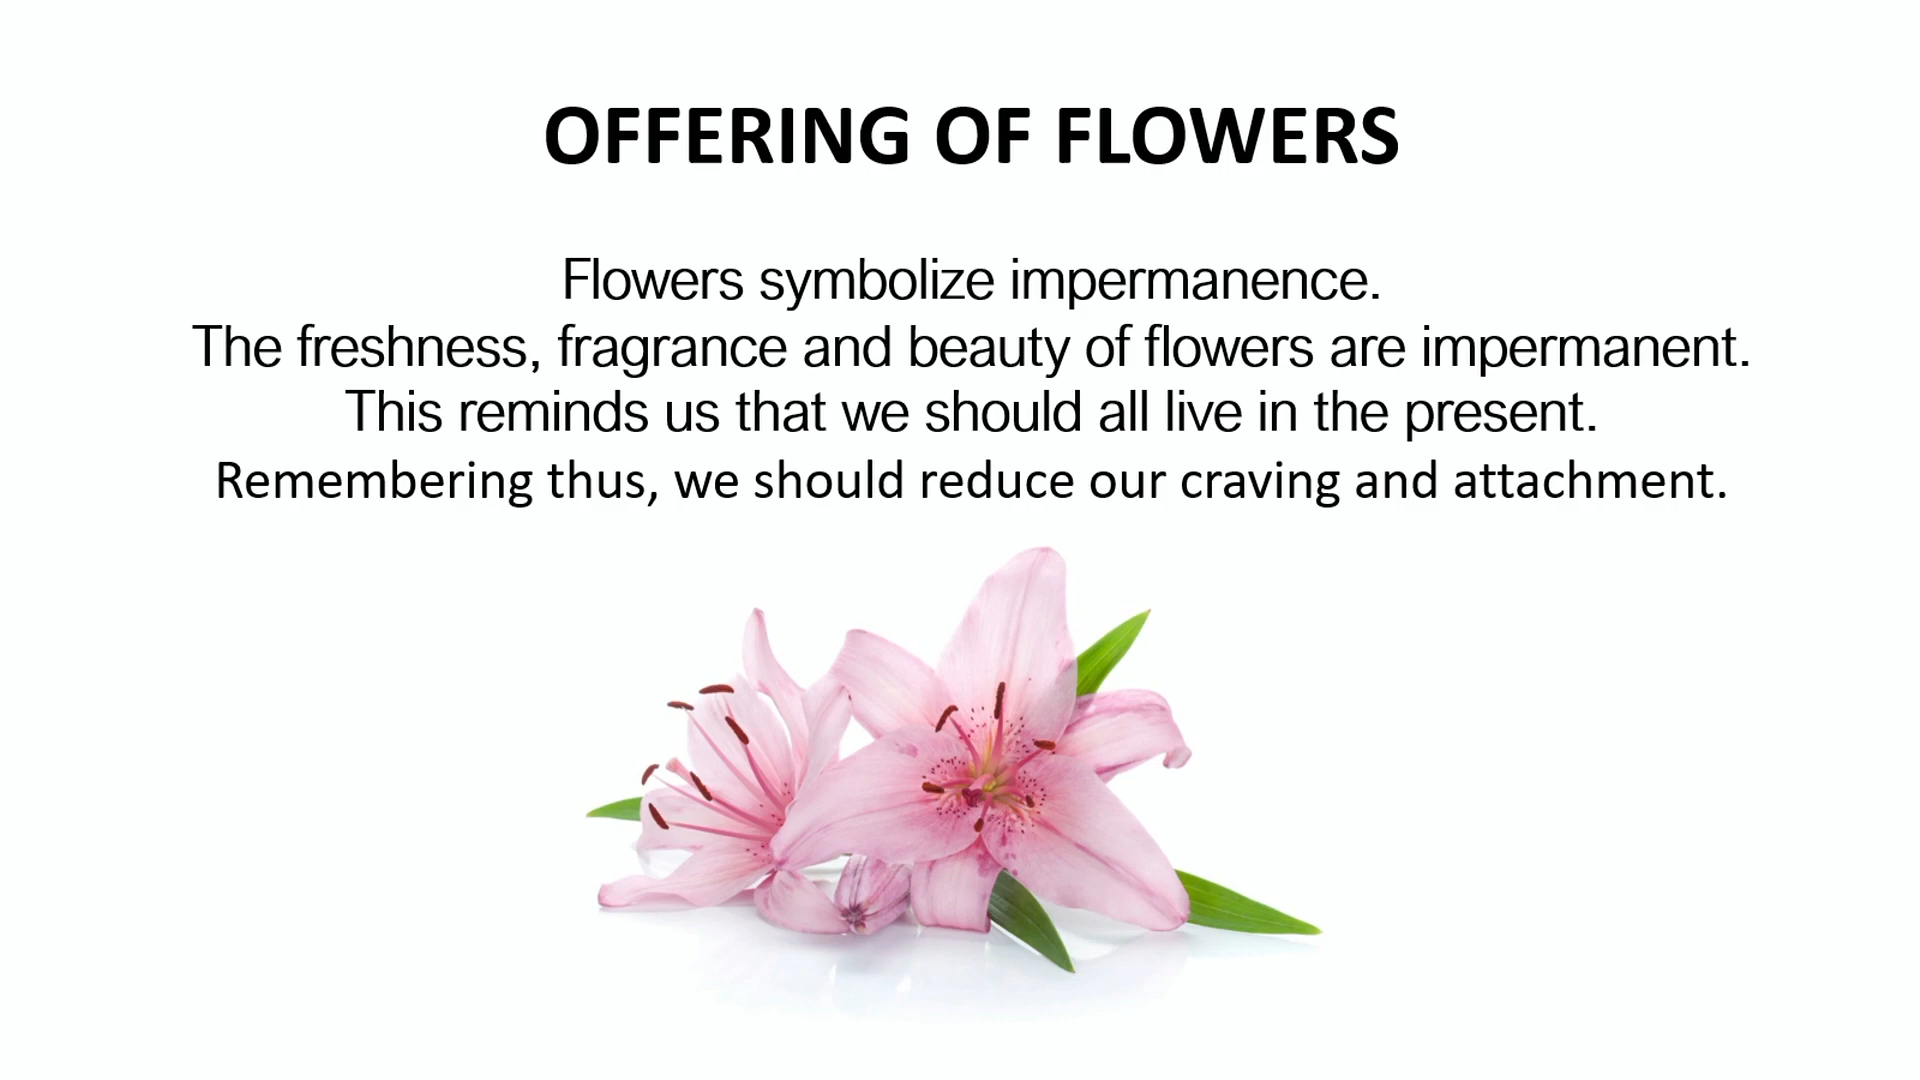 OFFERING OF FLOWERS
Flowers symbolize impermanence.
The freshness, fragrance and beauty of flowers are impermanent.
This reminds us that we should all live in the present.
Remembering thus, we should reduce our craving and attachment.